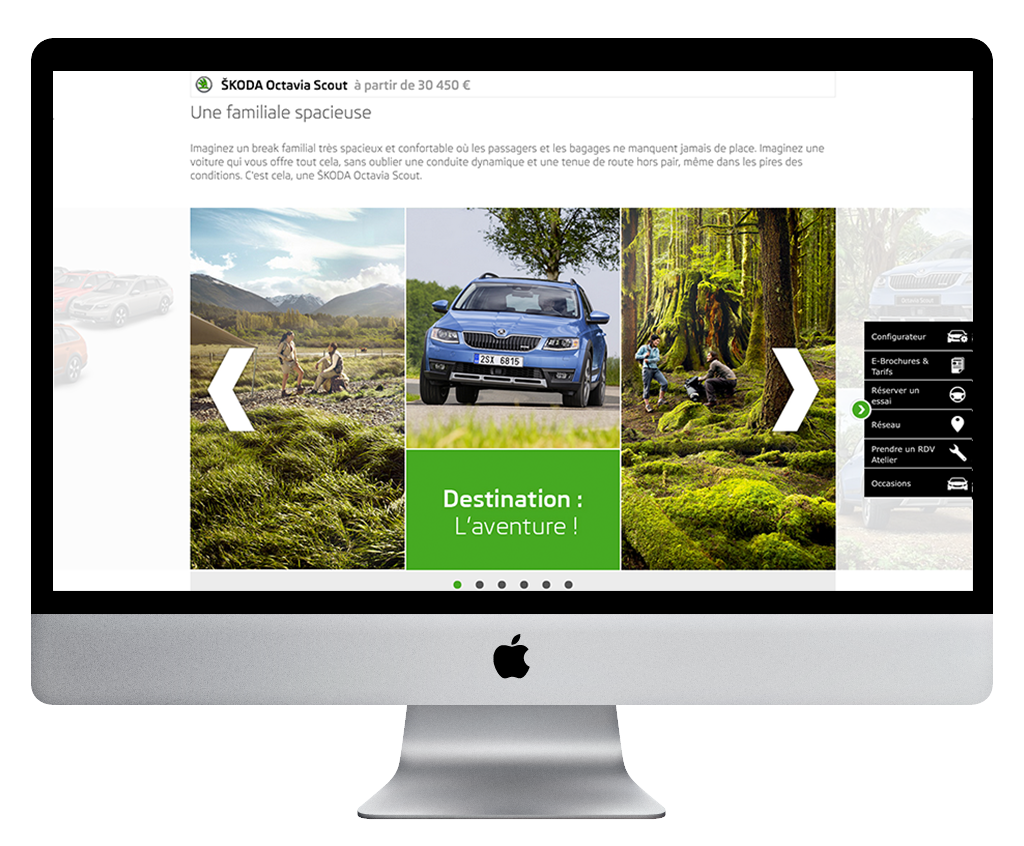 ŠKODA Octavia Scout à partir de 30 450 €
Une familiale spacieuse
Imaginez un break familial très spacieux et confortable où les passagers et les bagages ne manquent jamais de place. Imaginez une
voiture qui vous offre tout cela, sans oublier une conduite dynamique et une tenue de route hors pair, même dans les pires des
conditions. C'est cela, une ŠKODA Octavia Scout.
2SX 6815
Destination :
L'aventure !
Octavia Scout
Configurateur
E-Brochures &
Tarifs
Réserver un
essai
Réseau
Prendre un RDV
Atelier
Occasions